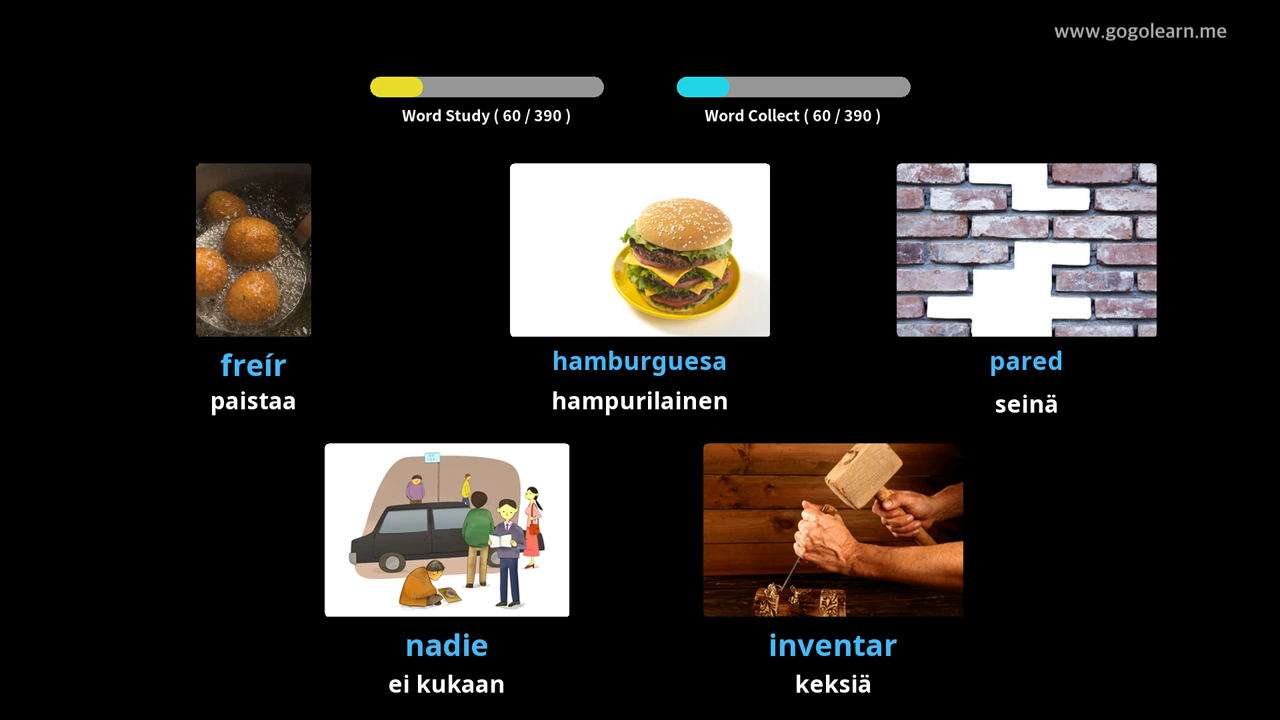 www.gogolearn.me
Word Study ( 60 / 390 )
Word Collect ( 60 / 390 )
freír
paistaa
hamburguesa
hampurilainen
pared
seinä
nadie
ei kukaan
inventar
keksiä